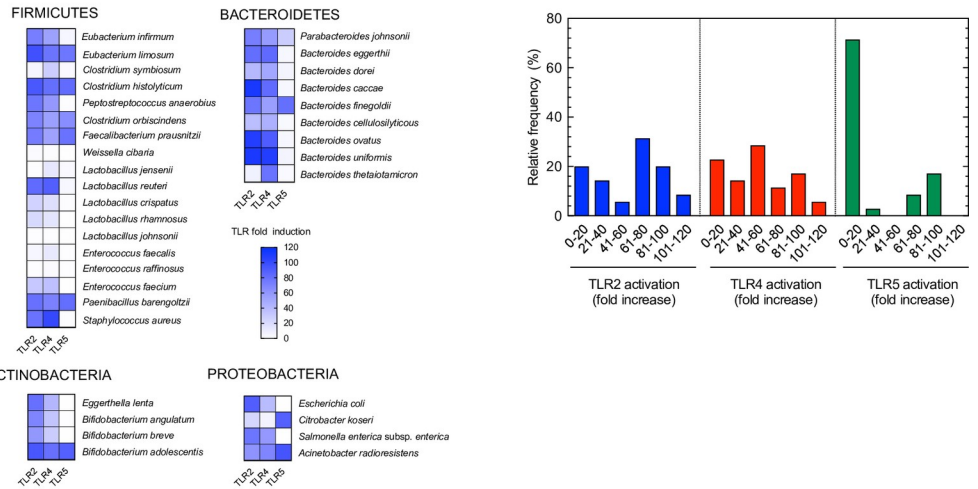 FIRMICUTES
Eubacterium infirmum
Eubacterium limosum
Clostridium symbiosum
Clostridium histolyticum
Peptostreptococcus anaerobius
Clostridium orbiscindens
Faecalibacterium prausnitzii
Weissella cibaria
Lactobacillus jensenii
Lactobacillus reuteri
Lactobacillus crispatus
Lactobacillus rhamnosus
Lactobacillus johnsonii
Enterococcus faecalis
Enterococcus raffinosus
Enterococcus faecium
Paenibacillus barengoltzii
Staphylococcus aureus
TLR2 TLR4 TLR5
BACTEROIDETES
Parabacteroides johnsonii
Bacteroides eggerthii
Bacteroides dorei
Bacteroides caccae
Bacteroides finegoldii
Bacteroides cellulosilyticous
Bacteroides ovatus
Bacteroides uniformis
Bacteroides thetaiotamicron
TLR2 TLR4 TLR5
TLR fold induction
120
100
80
60
40
20
0
CTINOBACTERIA
Eggerthella lenta
Bifidobacterium angulatum
Bifidobacterium breve
Bifidobacterium adolescentis
TLR2 TLR4 TLR5
PROTEOBACTERIA
Escherichia coli
Citrobacter koseri
Salmonella enterica subsp. enterica
Acinetobacter radioresistens
TLR2 TLR4 TLR5
Relative frequency (%)
80
60
40
20
0
0-20 21-40 41-60 61-80 81-100 101-120 0-20 21-40 41-60 61-80 81-100 101-120 0-20 21-40 41-60 61-80 81-100 101-120
TLR2 activation TLR4 activation TLR5 activation
(fold increase) (fold increase) (fold increase)